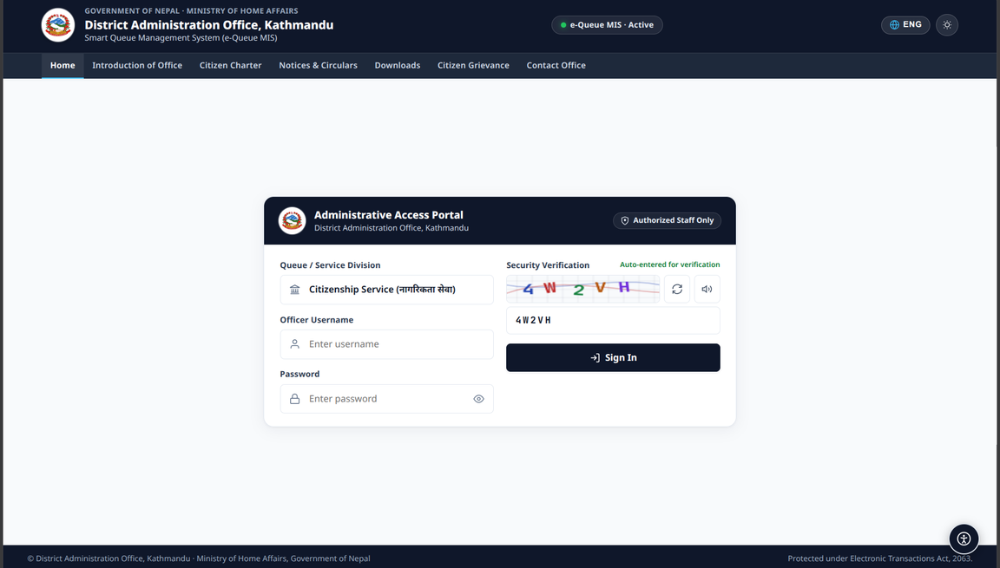 GOVERNMENT OF NEPAL · MINISTRY OF HOME AFFAIRS
District Administration Office, Kathmandu
Smart Queue Management System (e-Queue MIS)
e-Queue MIS · Active
ENG
Home
Introduction of Office
Citizen Charter
Notices & Circulars
Downloads
Citizen Grievance
Contact Office
Administrative Access Portal
District Administration Office, Kathmandu
Authorized Staff Only
Queue / Service Division
Citizenship Service (नागरिकता सेवा)
Officer Username
Enter username
Password
Enter password
Security Verification
Auto-entered for verification
4 W 2 V H
4W2VH
Sign In
© District Administration Office, Kathmandu · Ministry of Home Affairs, Government of Nepal
Protected under Electronic Transactions Act, 2063.